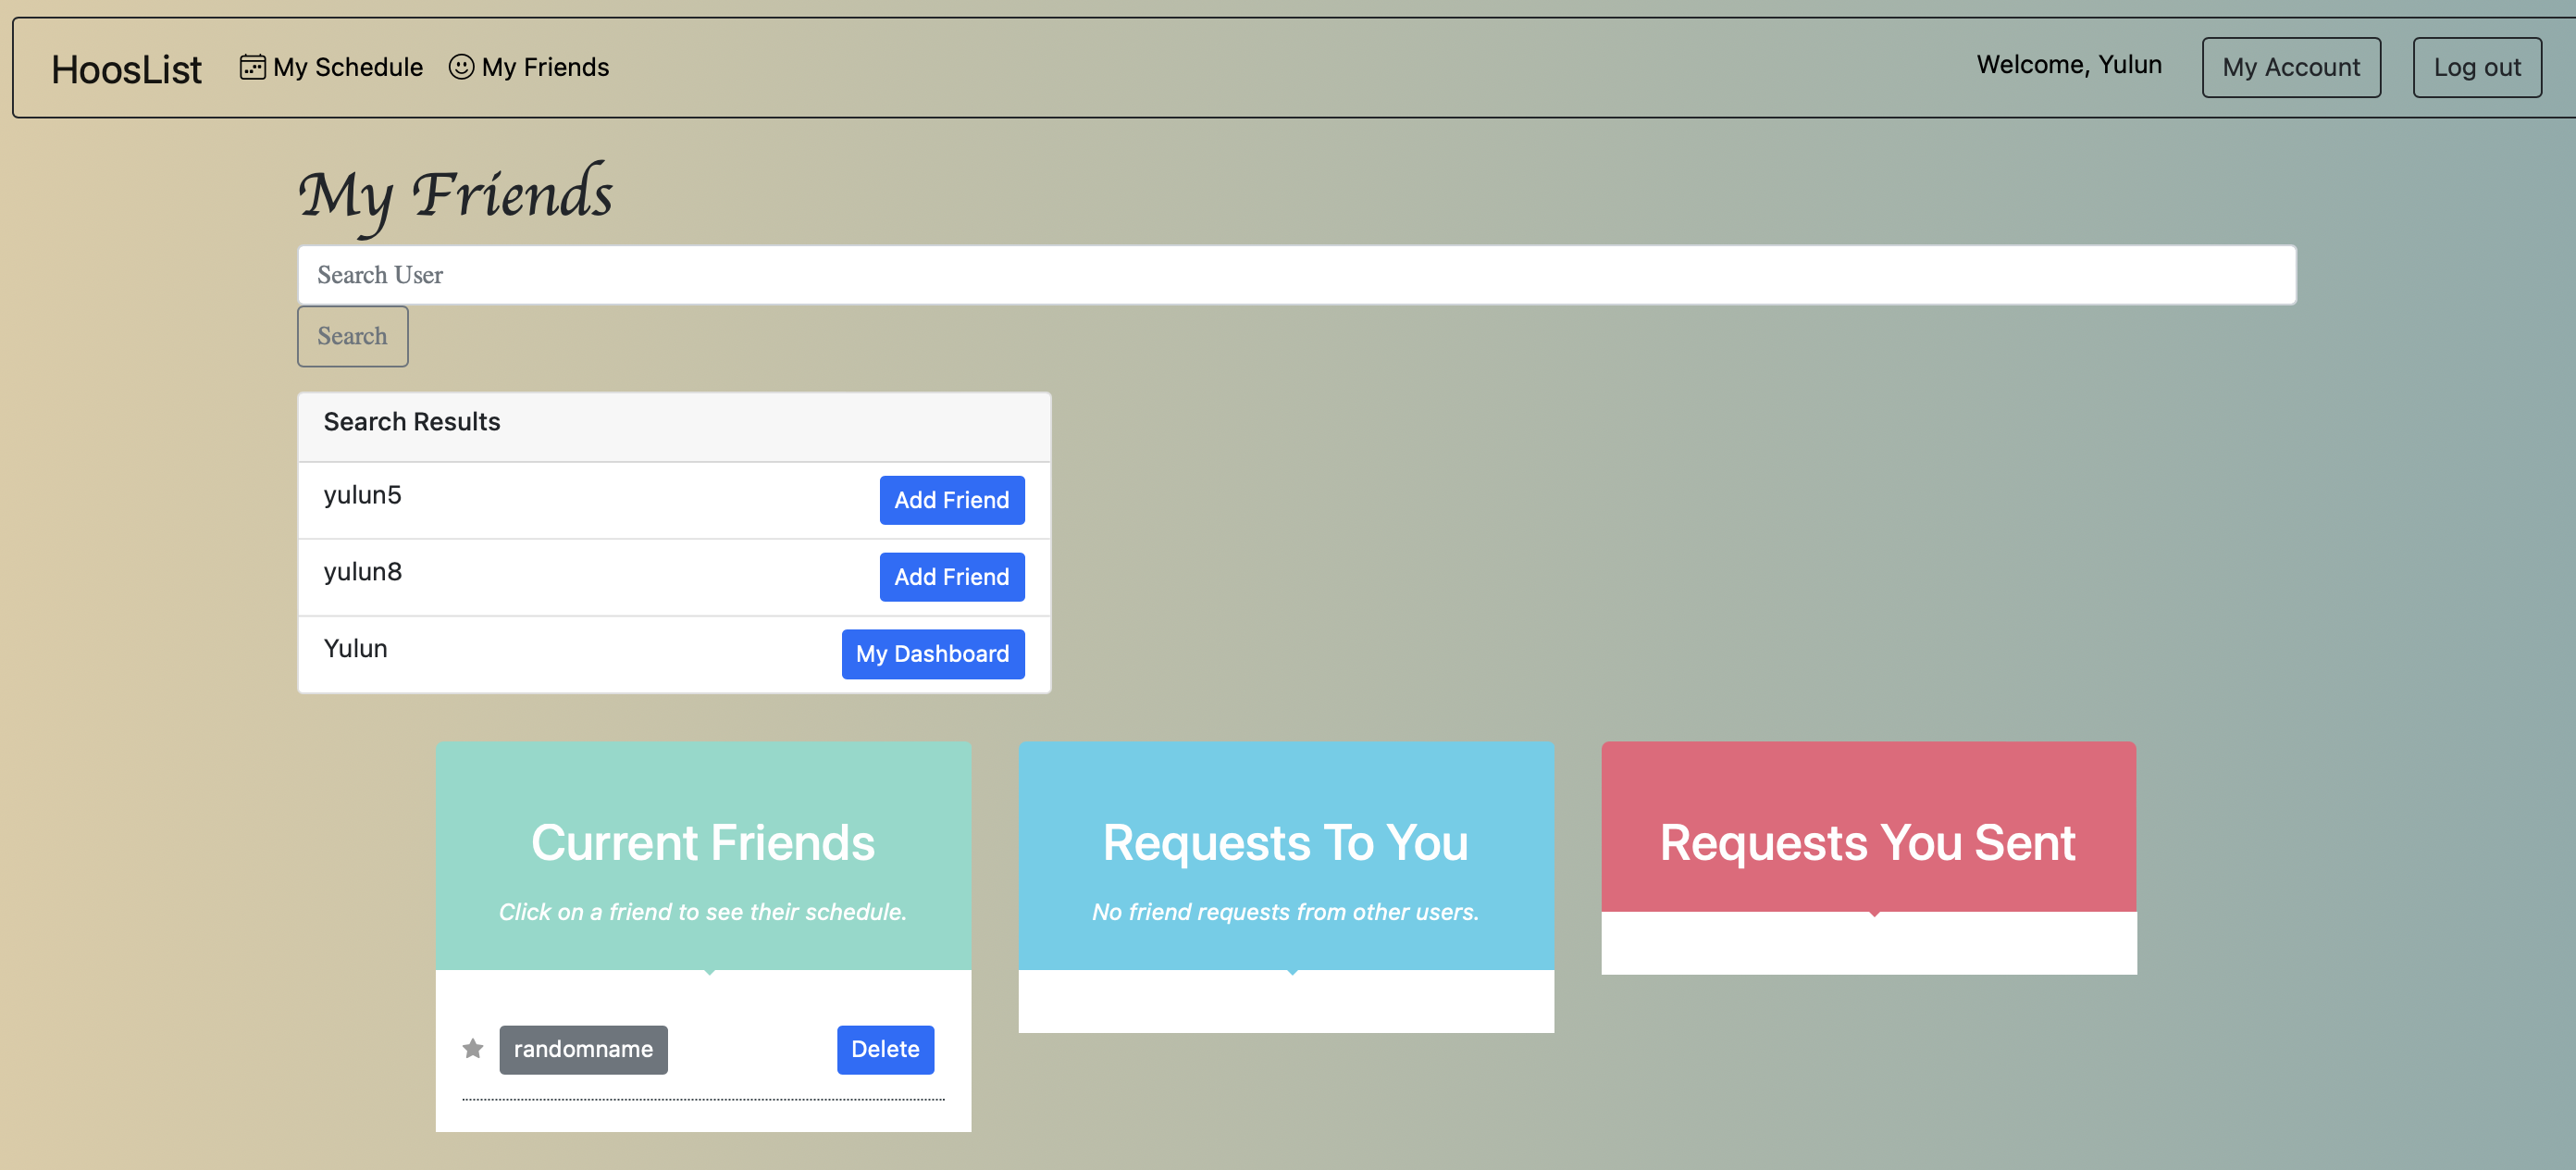 HoosList My Schedule My Friends Welcome, Yulun My Account Log out
My Friends
Search User
Search
Search Results
yulun5 Add Friend
yulun8 Add Friend
Yulun My Dashboard
Current Friends
Click on a friend to see their schedule.
randomname Delete
Requests To You
No friend requests from other users.
Requests You Sent